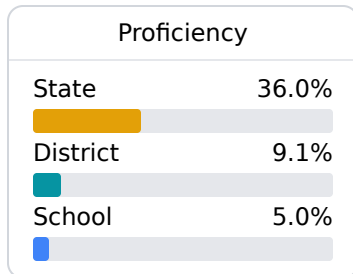 Proficiency
State 36.0%
District 9.1%
School 5.0%